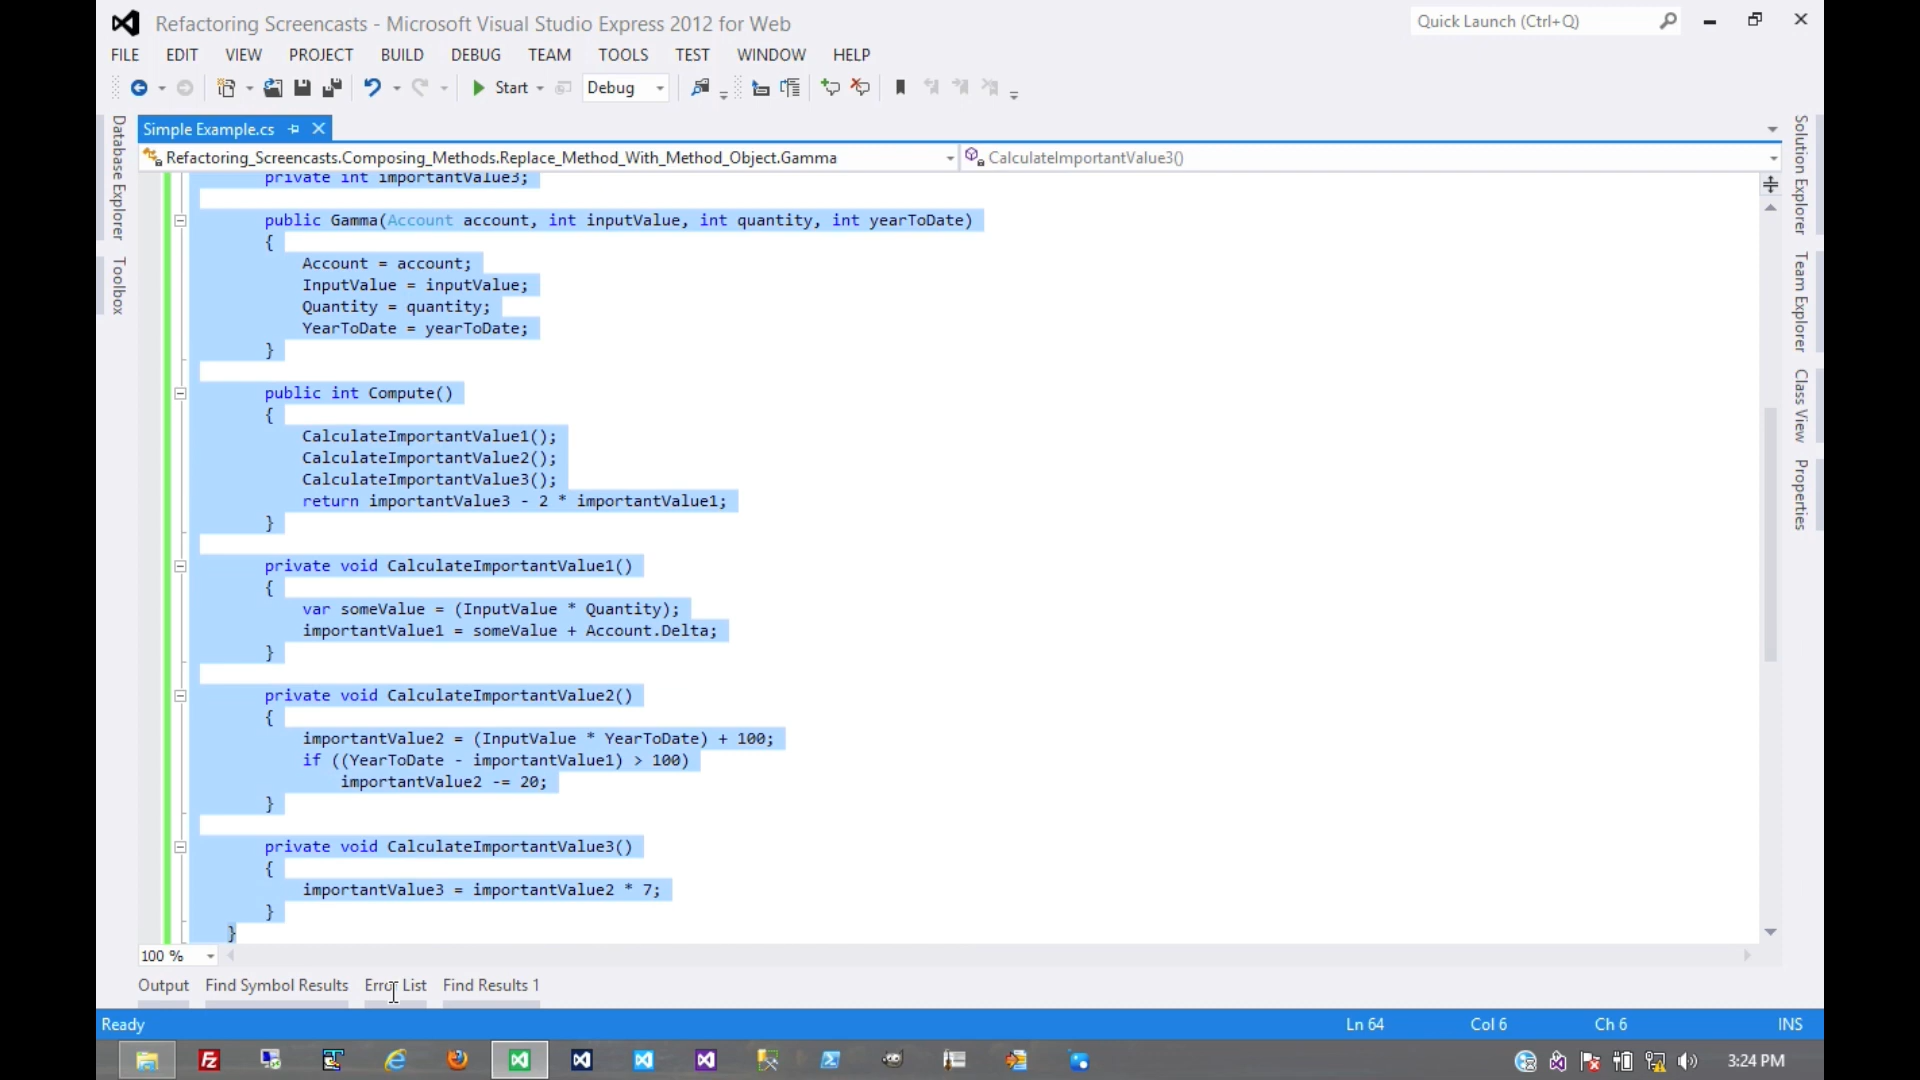 Refactoring Screencasts - Microsoft Visual Studio Express 2012 for Web
Quick Launch (Ctrl+Q)
FILE EDIT VIEW PROJECT BUILD DEBUG TEAM TOOLS TEST WINDOW HELP
Start Debug
Simple Example.cs
Refactoring_Screencasts.Composing_Methods.Replace_Method_With_Method_Object.Gamma
CalculateImportantValue3()
Database Explorer
Toolbox
private int importantValue3;
public Gamma(Account account, int inputValue, int quantity, int yearToDate)
{
Account = account;
InputValue = inputValue;
Quantity = quantity;
YearToDate = yearToDate;
}
public int Compute()
{
CalculateImportantValue1();
CalculateImportantValue2();
CalculateImportantValue3();
return importantValue3 - 2 * importantValue1;
}
private void CalculateImportantValue1()
{
var someValue = (InputValue * Quantity);
importantValue1 = someValue + Account.Delta;
}
private void CalculateImportantValue2()
{
importantValue2 = (InputValue * YearToDate) + 100;
if ((YearToDate - importantValue1) > 100)
importantValue2 -= 20;
}
private void CalculateImportantValue3()
{
importantValue3 = importantValue2 * 7;
}
}
Solution Explorer
Team Explorer
Class View
Properties
100 %
Output Find Symbol Results Error List Find Results 1
Ready Ln 64 Col 6 Ch 6 INS
3:24 PM